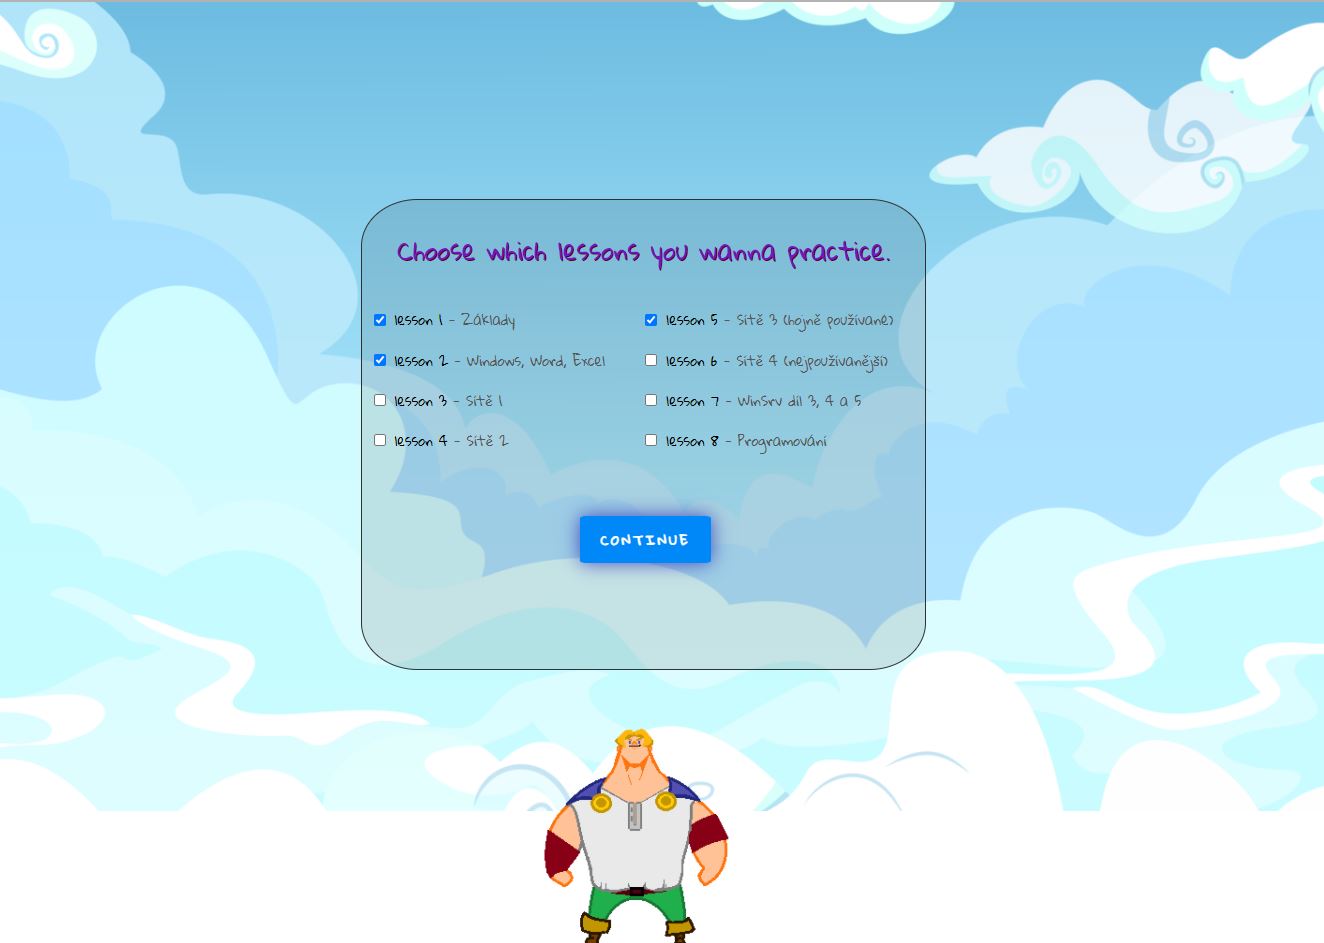 Choose which lessons you wanna practice.
lesson 1 - Základy
lesson 2 - Windows, Word, Excel
lesson 3 - Sítě 1
lesson 4 - Sítě 2
lesson 5 - Sítě 3 (hojně používané)
lesson 6 - Sítě 4 (nejpoužívanější)
lesson 7 - WinSrv díl 3, 4 a 5
lesson 8 - Programování
CONTINUE